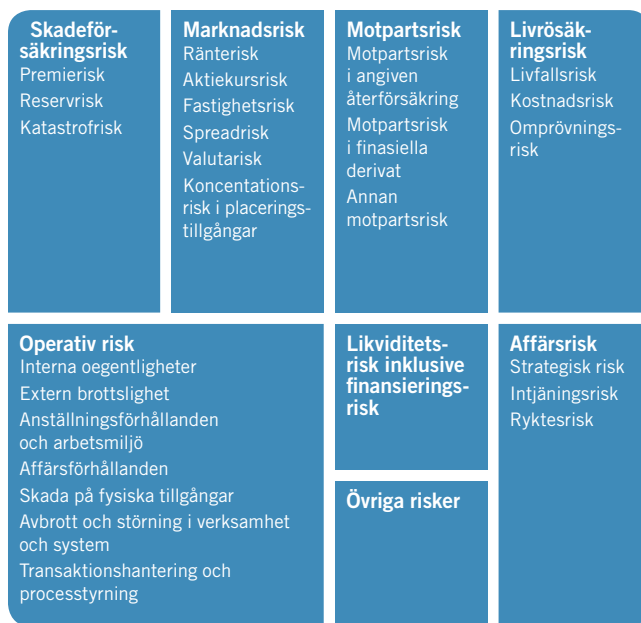 Skadeför-
säkringsrisk
Premierisk
Reservrisk
Katastrofrisk
Marknadsrisk
Ränterisk
Aktiekursrisk
Fastighetsrisk
Spreadrisk
Valutarisk
Koncentations-
risk i placerings-
tillgångar
Motpartsrisk
Motpartsrisk
i angiven
återförsäkring
Motpartsrisk
i finasiella
derivat
Annan
motpartsrisk
Livrösäk-
ringsrisk
Livfallsrisk
Kostnadsrisk
Omprövnings-
risk
Operativ risk
Interna oegentligheter
Extern brottslighet
Anställningsförhållanden
och arbetsmiljö
Affärsförhållanden
Skada på fysiska tillgångar
Avbrott och störning i verksamhet
och system
Transaktionshantering och
processtyrning
Likviditets-
risk inklusive
finansierings-
risk
Övriga risker
Affärsrisk
Strategisk risk
Intjäningsrisk
Ryktesrisk